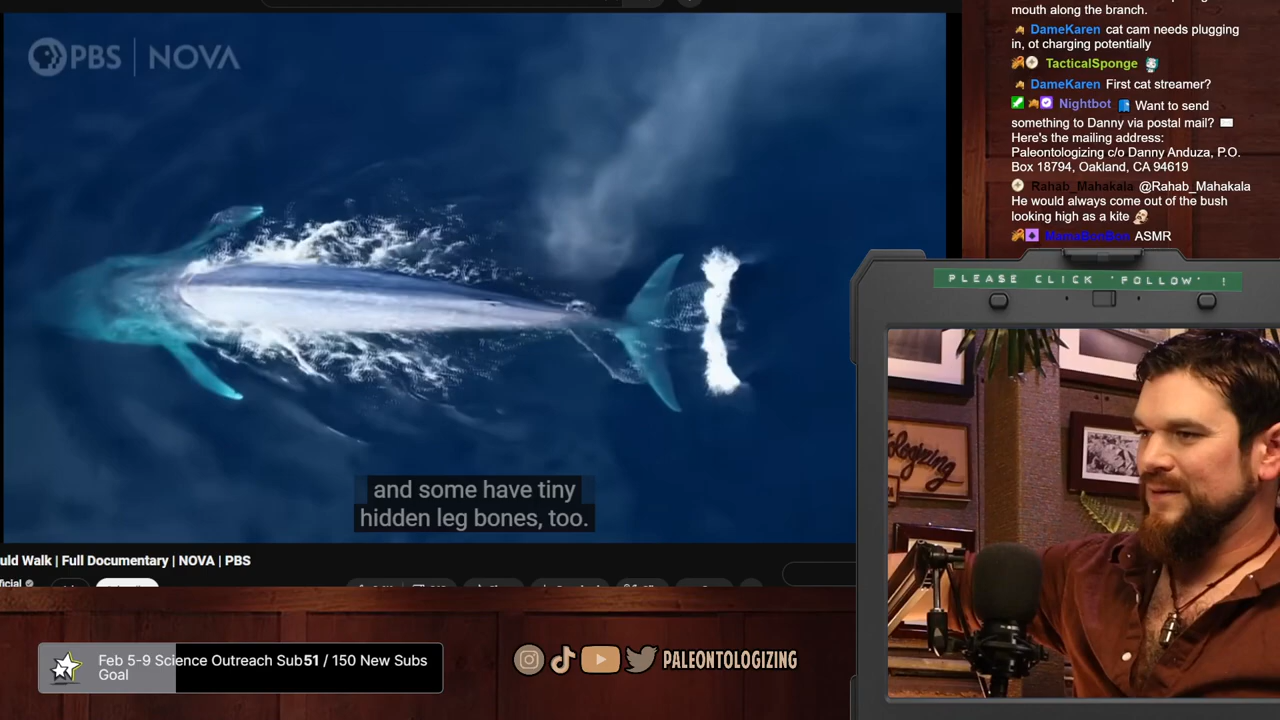 PBS | NOVA
and some have tiny
hidden leg bones, too.
uld Walk | Full Documentary | NOVA | PBS
ficial
Feb 5-9 Science Outreach Sub 51 / 150 New Subs
Goal
PALEONTOLOGIZING
mouth along the branch.
DameKaren cat cam needs plugging
in, ot charging potentially
TacticalSponge
DameKaren First cat streamer?
Nightbot Want to send
something to Danny via postal mail?
Here's the mailing address:
Paleontologizing c/o Danny Anduza, P.O.
Box 18794, Oakland, CA 94619
Rahab_Mahakala @Rahab_Mahakala
He would always come out of the bush
looking high as a kite
ASMR
PLEASE CLICK "FOLLOW" !
ologizing